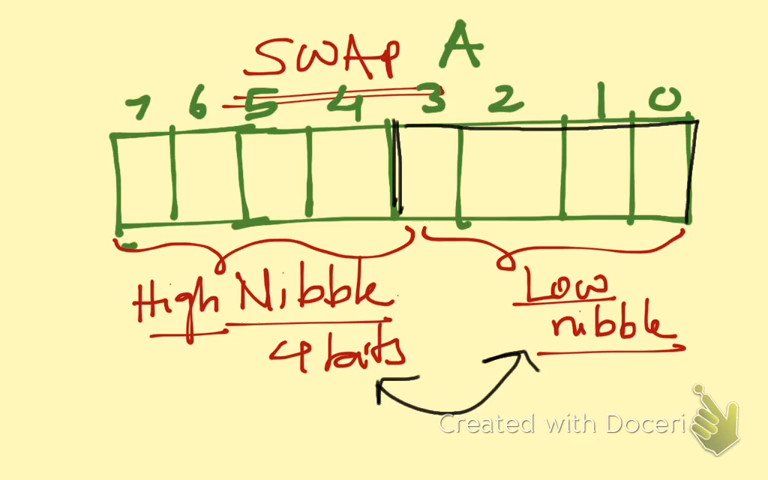 SWAP A
7 6 5 4 3 2 1 0
High Nibble
4 bits
Low
nibble
Created with Doceri